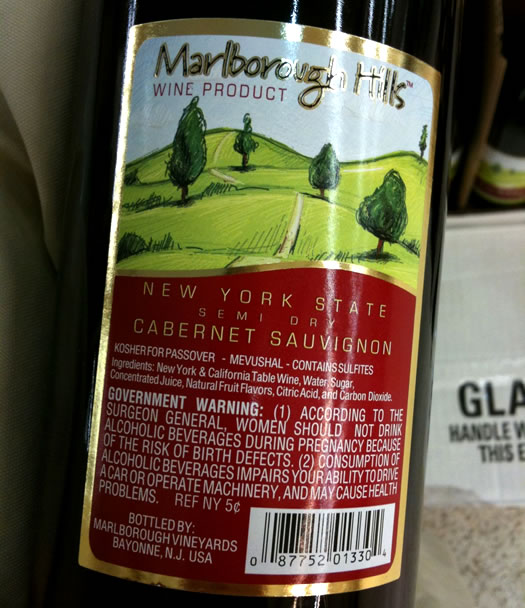 Marlborough Hills™
WINE PRODUCT
NEW YORK STATE
SEMI DRY
CABERNET SAUVIGNON
KOSHER FOR PASSOVER - MEVUSHAL - CONTAINS SULFITES
Ingredients: New York & California Table Wine, Water, Sugar,
Concentrated Juice, Natural Fruit Flavors, Citric Acid, and Carbon Dioxide.
GOVERNMENT WARNING: (1) ACCORDING TO THE
SURGEON GENERAL, WOMEN SHOULD NOT DRINK
ALCOHOLIC BEVERAGES DURING PREGNANCY BECAUSE
OF THE RISK OF BIRTH DEFECTS. (2) CONSUMPTION OF
ALCOHOLIC BEVERAGES IMPAIRS YOUR ABILITY TO DRIVE
A CAR OR OPERATE MACHINERY, AND MAY CAUSE HEALTH
PROBLEMS. REF NY 5¢
BOTTLED BY:
MARLBOROUGH VINEYARDS
BAYONNE, N.J. USA
0 87752 01330 4
GLA
HANDLE W
THIS E